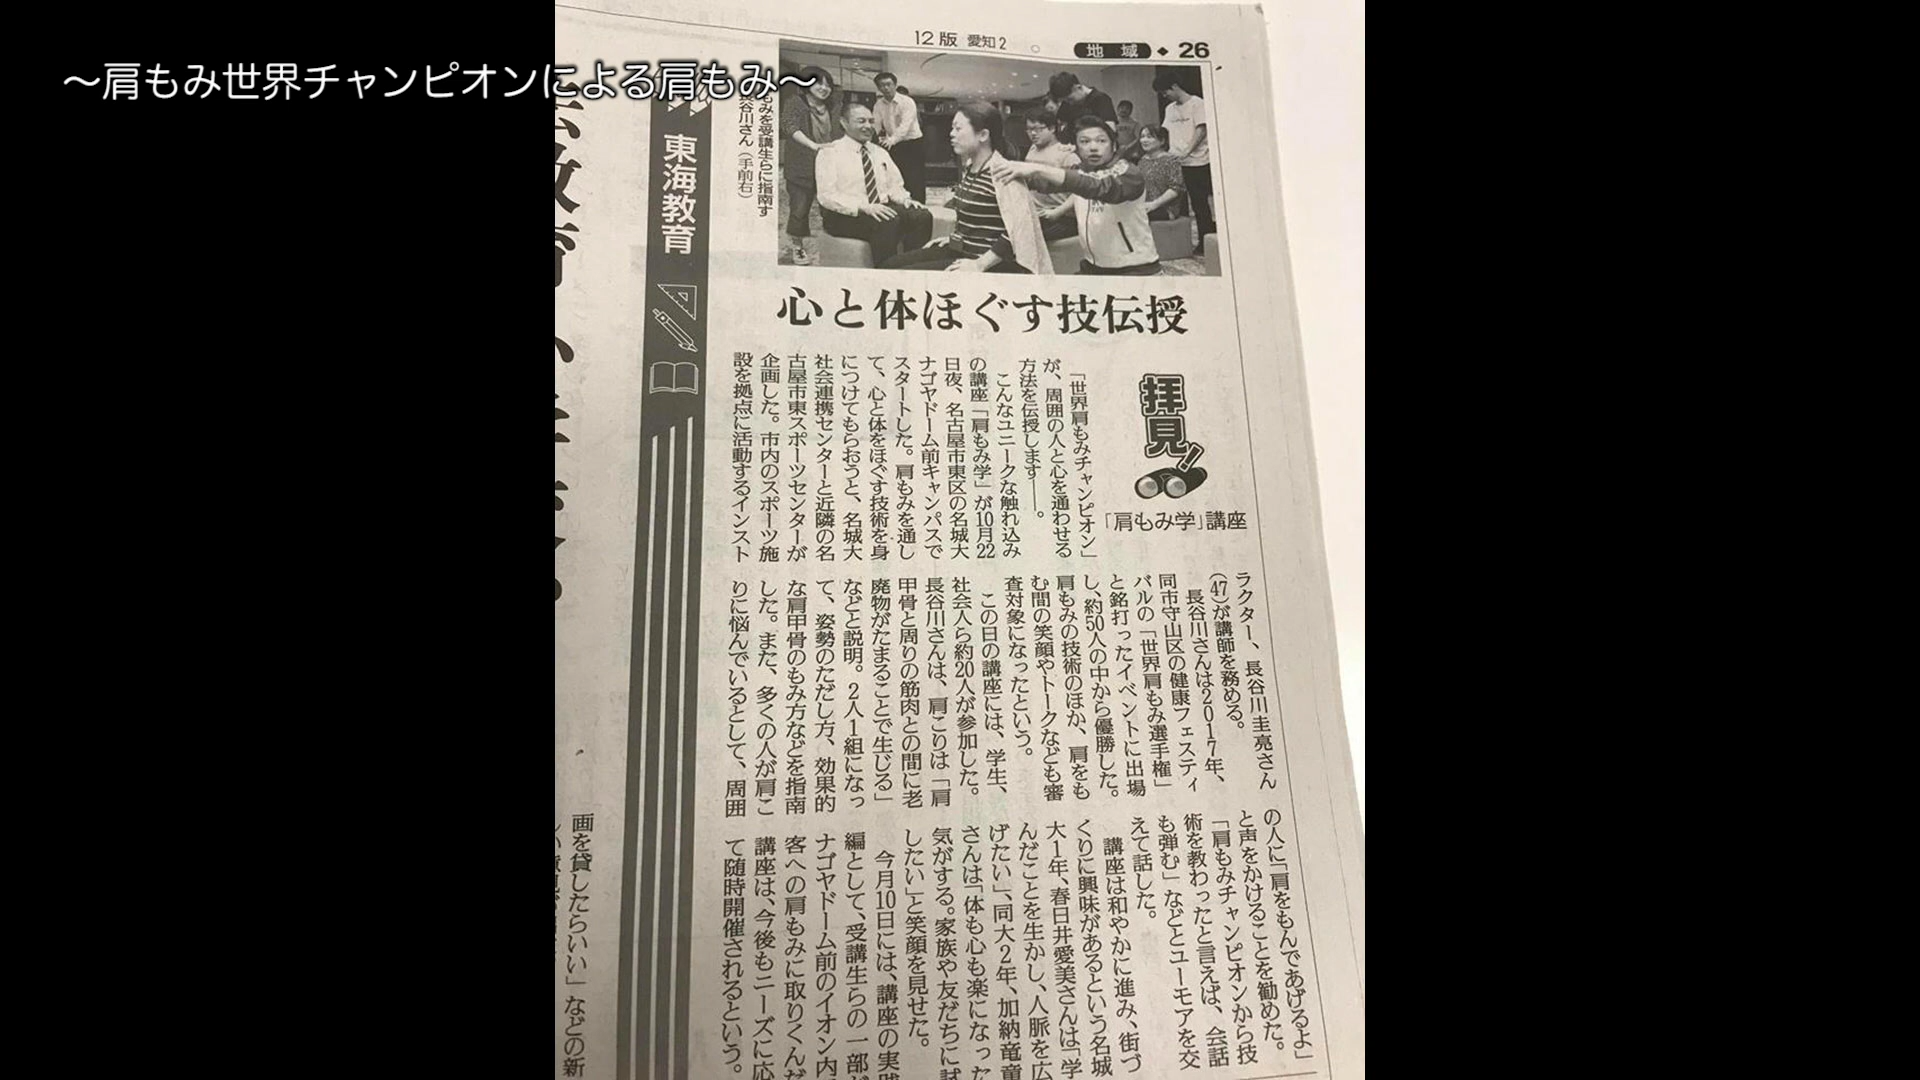 ～肩もみ世界チャンピオンによる肩もみ～
12版 愛知2
地域◆26
もみを受講生らに指南す
長谷川さん（手前右）
東海教育
心と体ほぐす技伝授
拝見！
「肩もみ学」講座
「世界肩もみチャンピオン」
が、周囲の人と心を通わせる
方法を伝授します――。
こんなユニークな触れ込み
の講座「肩もみ学」が10月22
日夜、名古屋市東区の名城大
ナゴヤドーム前キャンパスで
スタートした。肩もみを通し
て、心と体をほぐす技術を身
につけてもらおうと、名城大
社会連携センターと近隣の名
古屋市東スポーツセンターが
企画した。市内のスポーツ施
設を拠点に活動するインスト
ラクター、長谷川圭亮さん
（47）が講師を務める。
長谷川さんは2017年、
同市守山区の健康フェスティ
バルの「世界肩もみ選手権」
と銘打ったイベントに出場
し、約50人の中から優勝した。
肩もみの技術のほか、肩をも
む間の笑顔やトークなども審
査対象になったという。
この日の講座には、学生、
社会人ら約20人が参加した。
長谷川さんは、肩こりは「肩
甲骨と周りの筋肉との間に老
廃物がたまることで生じる」
などと説明。2人1組になっ
て、姿勢のただし方、効果的
な肩甲骨のもみ方などを指南
した。また、多くの人が肩こ
りに悩んでいるとして、周囲
の人に「肩をもんであげるよ」
と声をかけることを勧めた。
「肩もみチャンピオンから技
術を教わったと言えば、会話
も弾む」などとユーモアを交
えて話した。
講座は和やかに進み、街づ
くりに興味があるという名城
大1年、春日井愛美さんは「学
んだことを生かし、人脈を広
げたい」、同大2年、加納竜童
さんは「体も心も楽になった
気がする。家族や友だちに試
したい」と笑顔を見せた。
今月10日には、講座の実践
編として、受講生らの一部が
ナゴヤドーム前のイオン内で
客への肩もみに取りくんだ
講座は、今後もニーズに応
て随時開催されるという。
画を貸したらいい」などの新